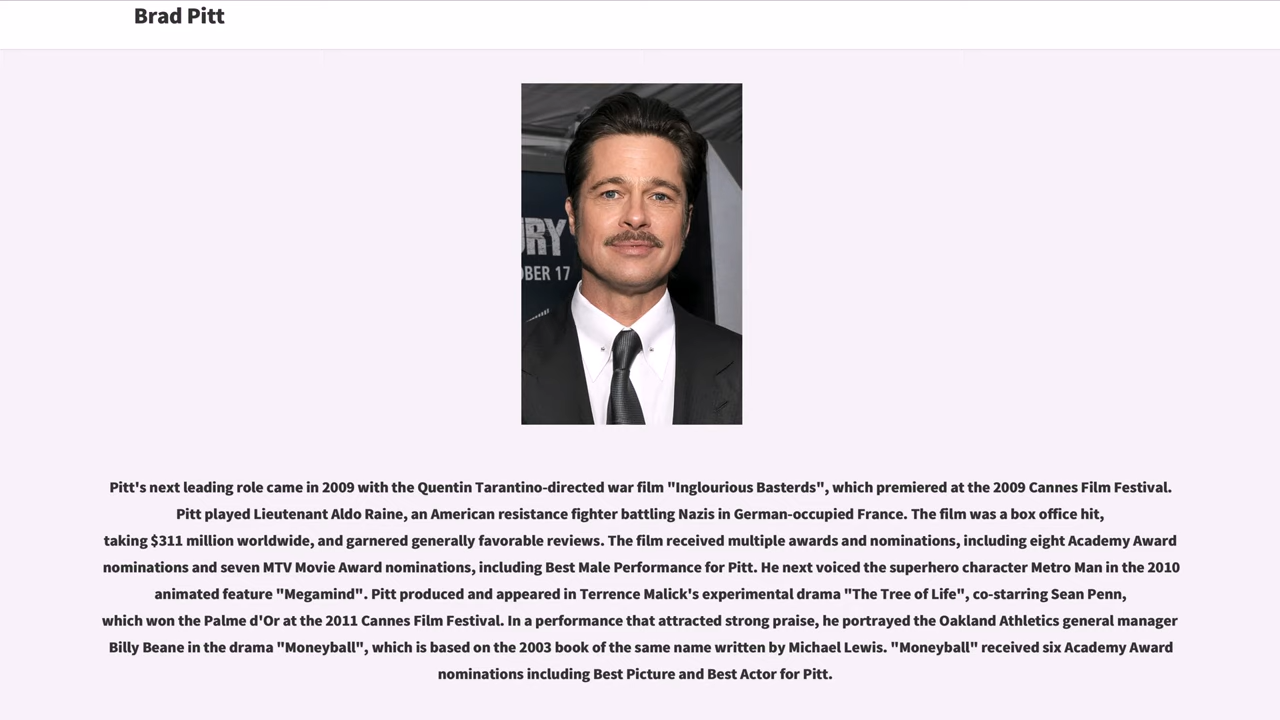 Brad Pitt
URY
OBER 17
Pitt's next leading role came in 2009 with the Quentin Tarantino-directed war film "Inglourious Basterds", which premiered at the 2009 Cannes Film Festival.
Pitt played Lieutenant Aldo Raine, an American resistance fighter battling Nazis in German-occupied France. The film was a box office hit,
taking $311 million worldwide, and garnered generally favorable reviews. The film received multiple awards and nominations, including eight Academy Award
nominations and seven MTV Movie Award nominations, including Best Male Performance for Pitt. He next voiced the superhero character Metro Man in the 2010
animated feature "Megamind". Pitt produced and appeared in Terrence Malick's experimental drama "The Tree of Life", co-starring Sean Penn,
which won the Palme d'Or at the 2011 Cannes Film Festival. In a performance that attracted strong praise, he portrayed the Oakland Athletics general manager
Billy Beane in the drama "Moneyball", which is based on the 2003 book of the same name written by Michael Lewis. "Moneyball" received six Academy Award
nominations including Best Picture and Best Actor for Pitt.